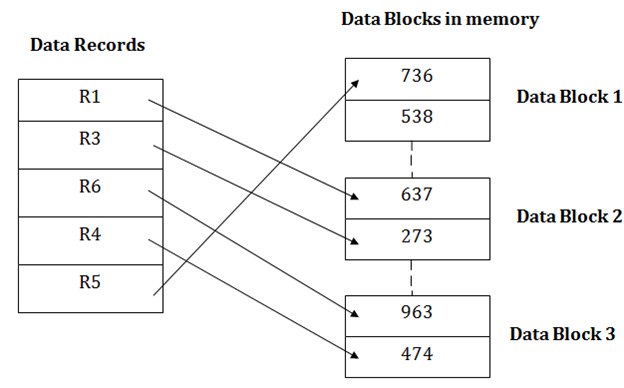 Data Records
R1
R3
R6
R4
R5
Data Blocks in memory
736
538
Data Block 1
637
273
Data Block 2
963
474
Data Block 3